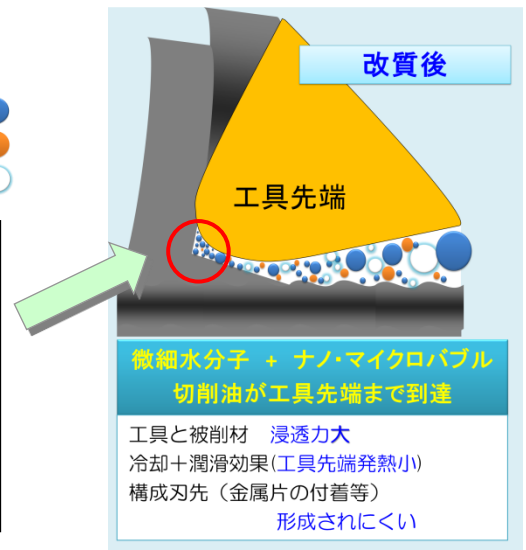 改質後
工具先端
微細水分子 + ナノ・マイクロバブル
切削油が工具先端まで到達
工具と被削材 浸透力大
冷却＋潤滑効果(工具先端発熱小)
構成刃先（金属片の付着等）
形成されにくい